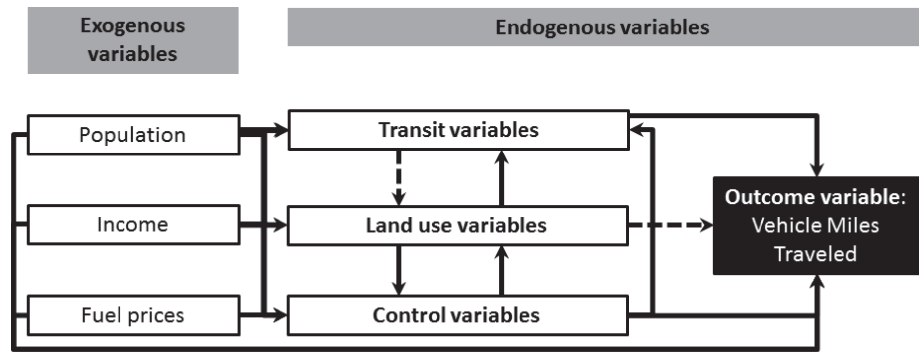 Exogenous
variables
Endogenous variables
Population
Transit variables
Income
Land use variables
Outcome variable:
Vehicle Miles
Traveled
Fuel prices
Control variables